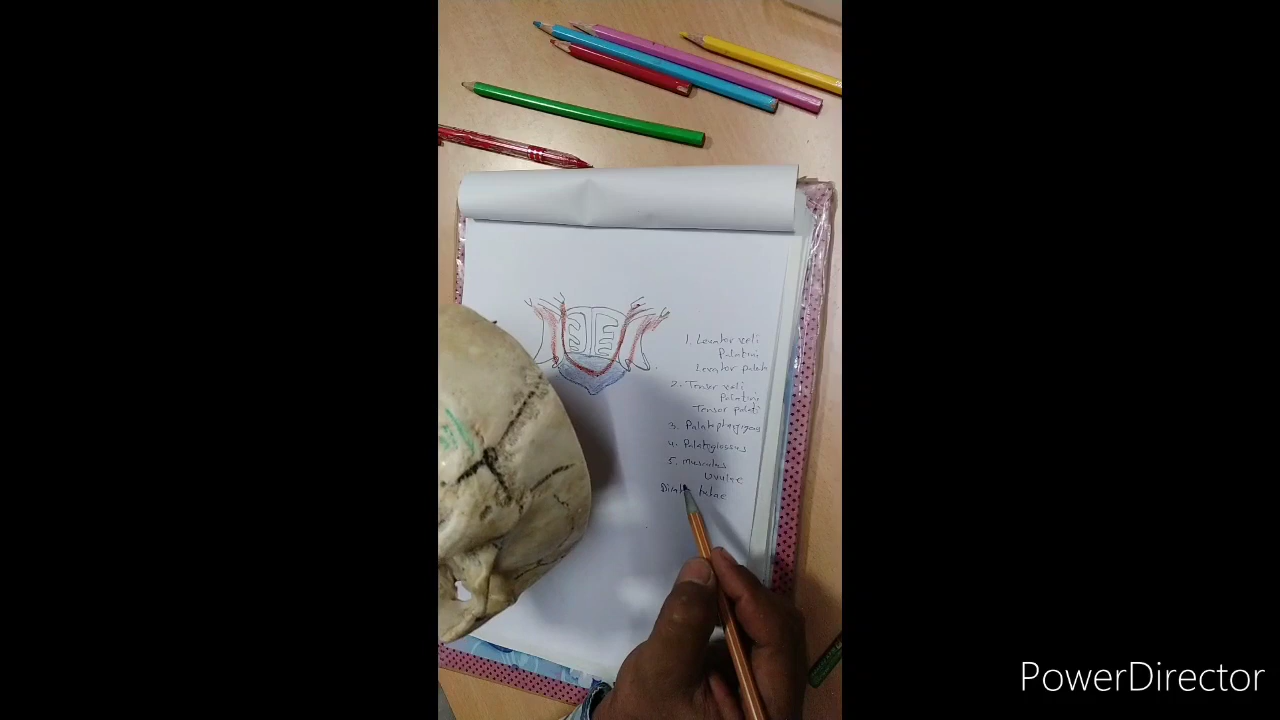 1. Levator veli
Palatini
Levator palati
2. Tensor veli
Palatini
Tensor palati
3. Palatopharyngeus
4. Palatoglossus
5. Musculus
Uvulae
PowerDirector